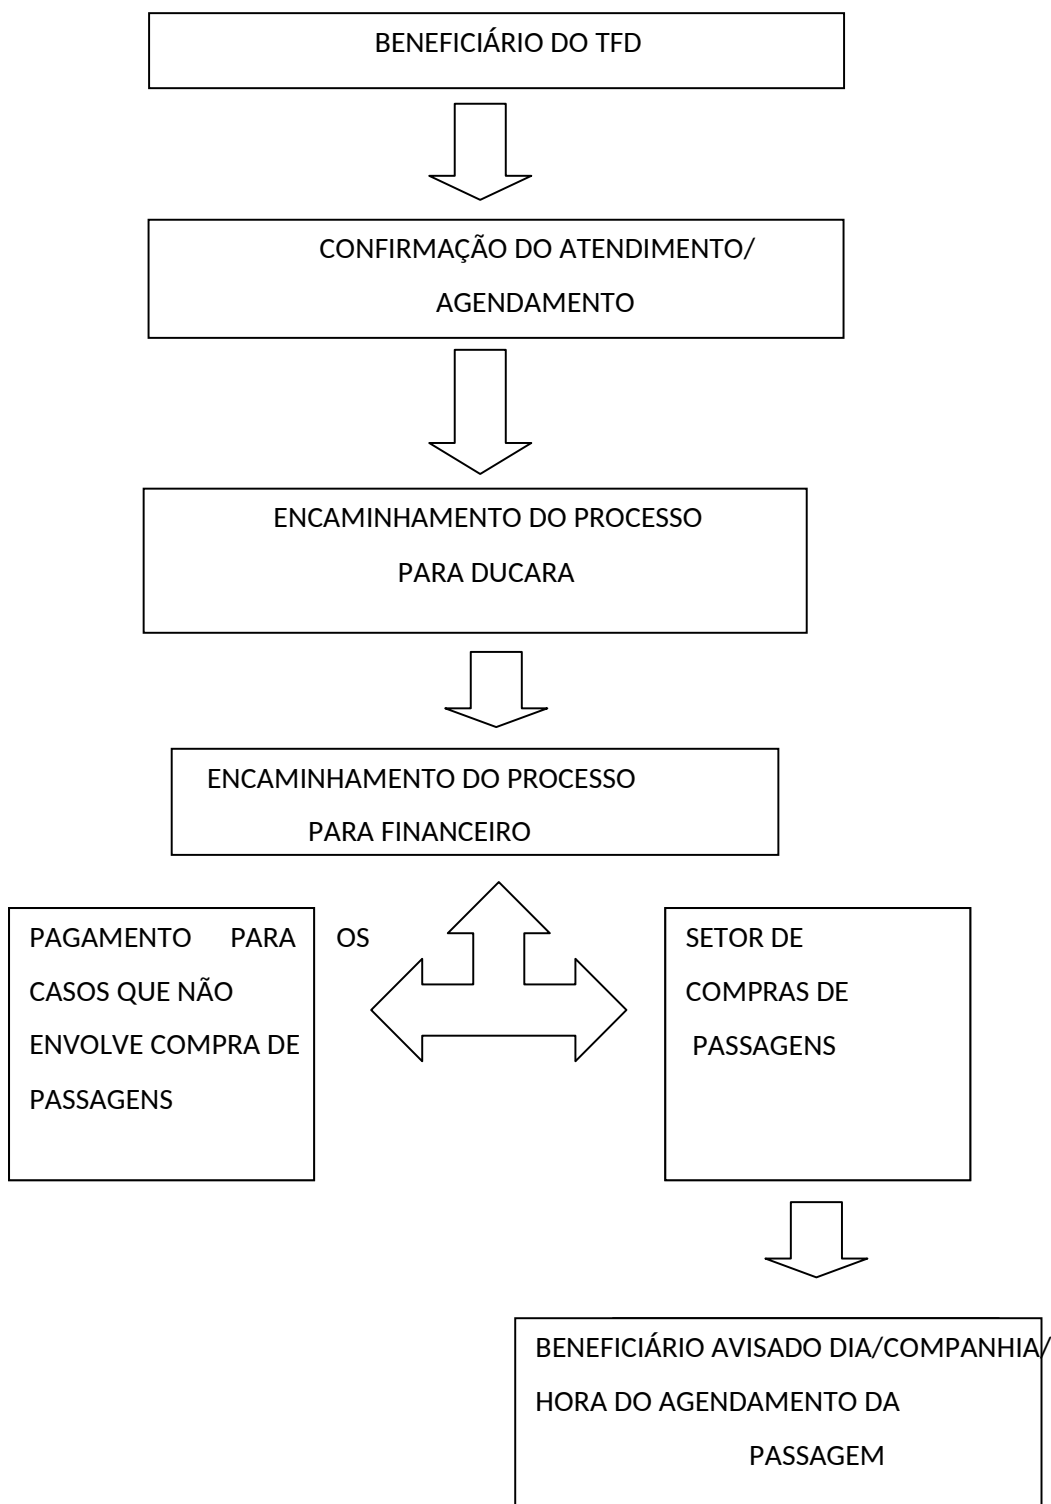 BENEFICIÁRIO DO TFD
CONFIRMAÇÃO DO ATENDIMENTO/
AGENDAMENTO
ENCAMINHAMENTO DO PROCESSO
PARA DUCARA
ENCAMINHAMENTO DO PROCESSO
PARA FINANCEIRO
PAGAMENTO PARA OS
CASOS QUE NÃO
ENVOLVE COMPRA DE
PASSAGENS
SETOR DE
COMPRAS DE
PASSAGENS
BENEFICIÁRIO AVISADO DIA/COMPANHIA/
HORA DO AGENDAMENTO DA
PASSAGEM